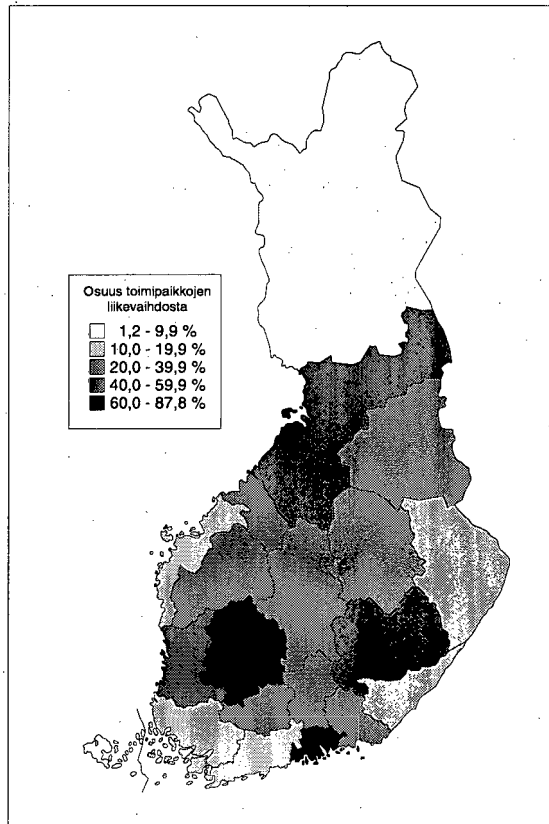 Osuus toimipaikkojen
liikevaihdosta
1,2 - 9,9 %
10,0 - 19,9 %
20,0 - 39,9 %
40,0 - 59,9 %
60,0 - 87,8 %